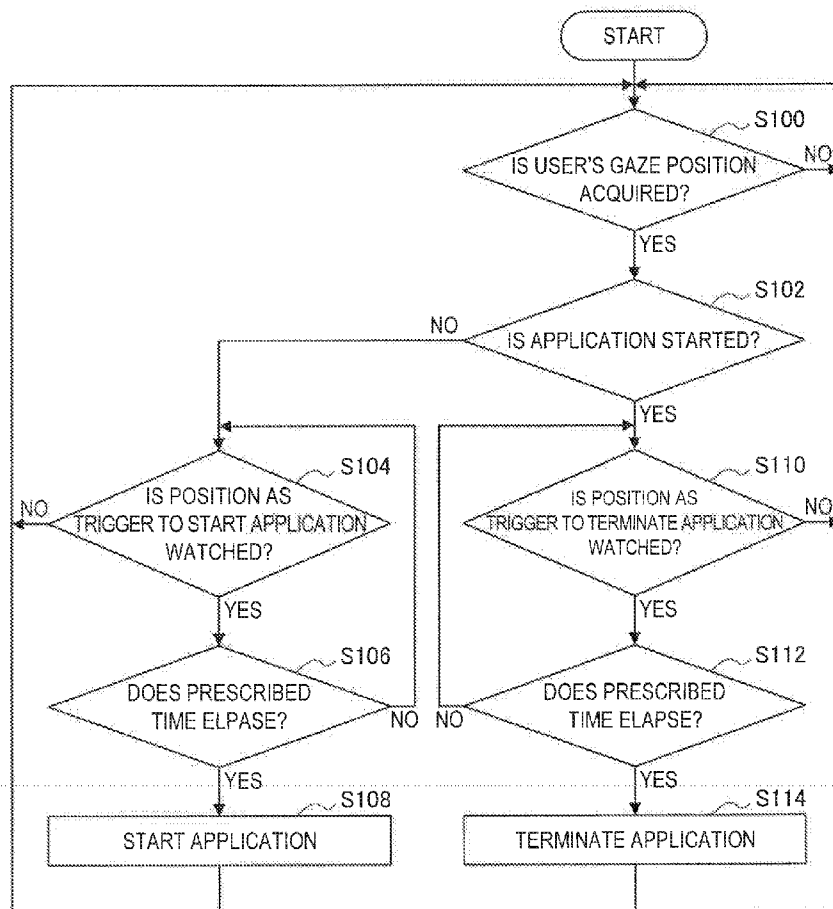 START
S100
IS USER'S GAZE POSITION
ACQUIRED?
NO
YES
S102
NO
IS APPLICATION STARTED?
YES
S104
IS POSITION AS
TRIGGER TO START APPLICATION
WATCHED?
NO
YES
S110
IS POSITION AS
TRIGGER TO TERMINATE APPLICATION
WATCHED?
NO
YES
S106
DOES PRESCRIBED
TIME ELPASE?
NO
YES
S112
DOES PRESCRIBED
TIME ELAPSE?
NO
YES
S108
START APPLICATION
S114
TERMINATE APPLICATION